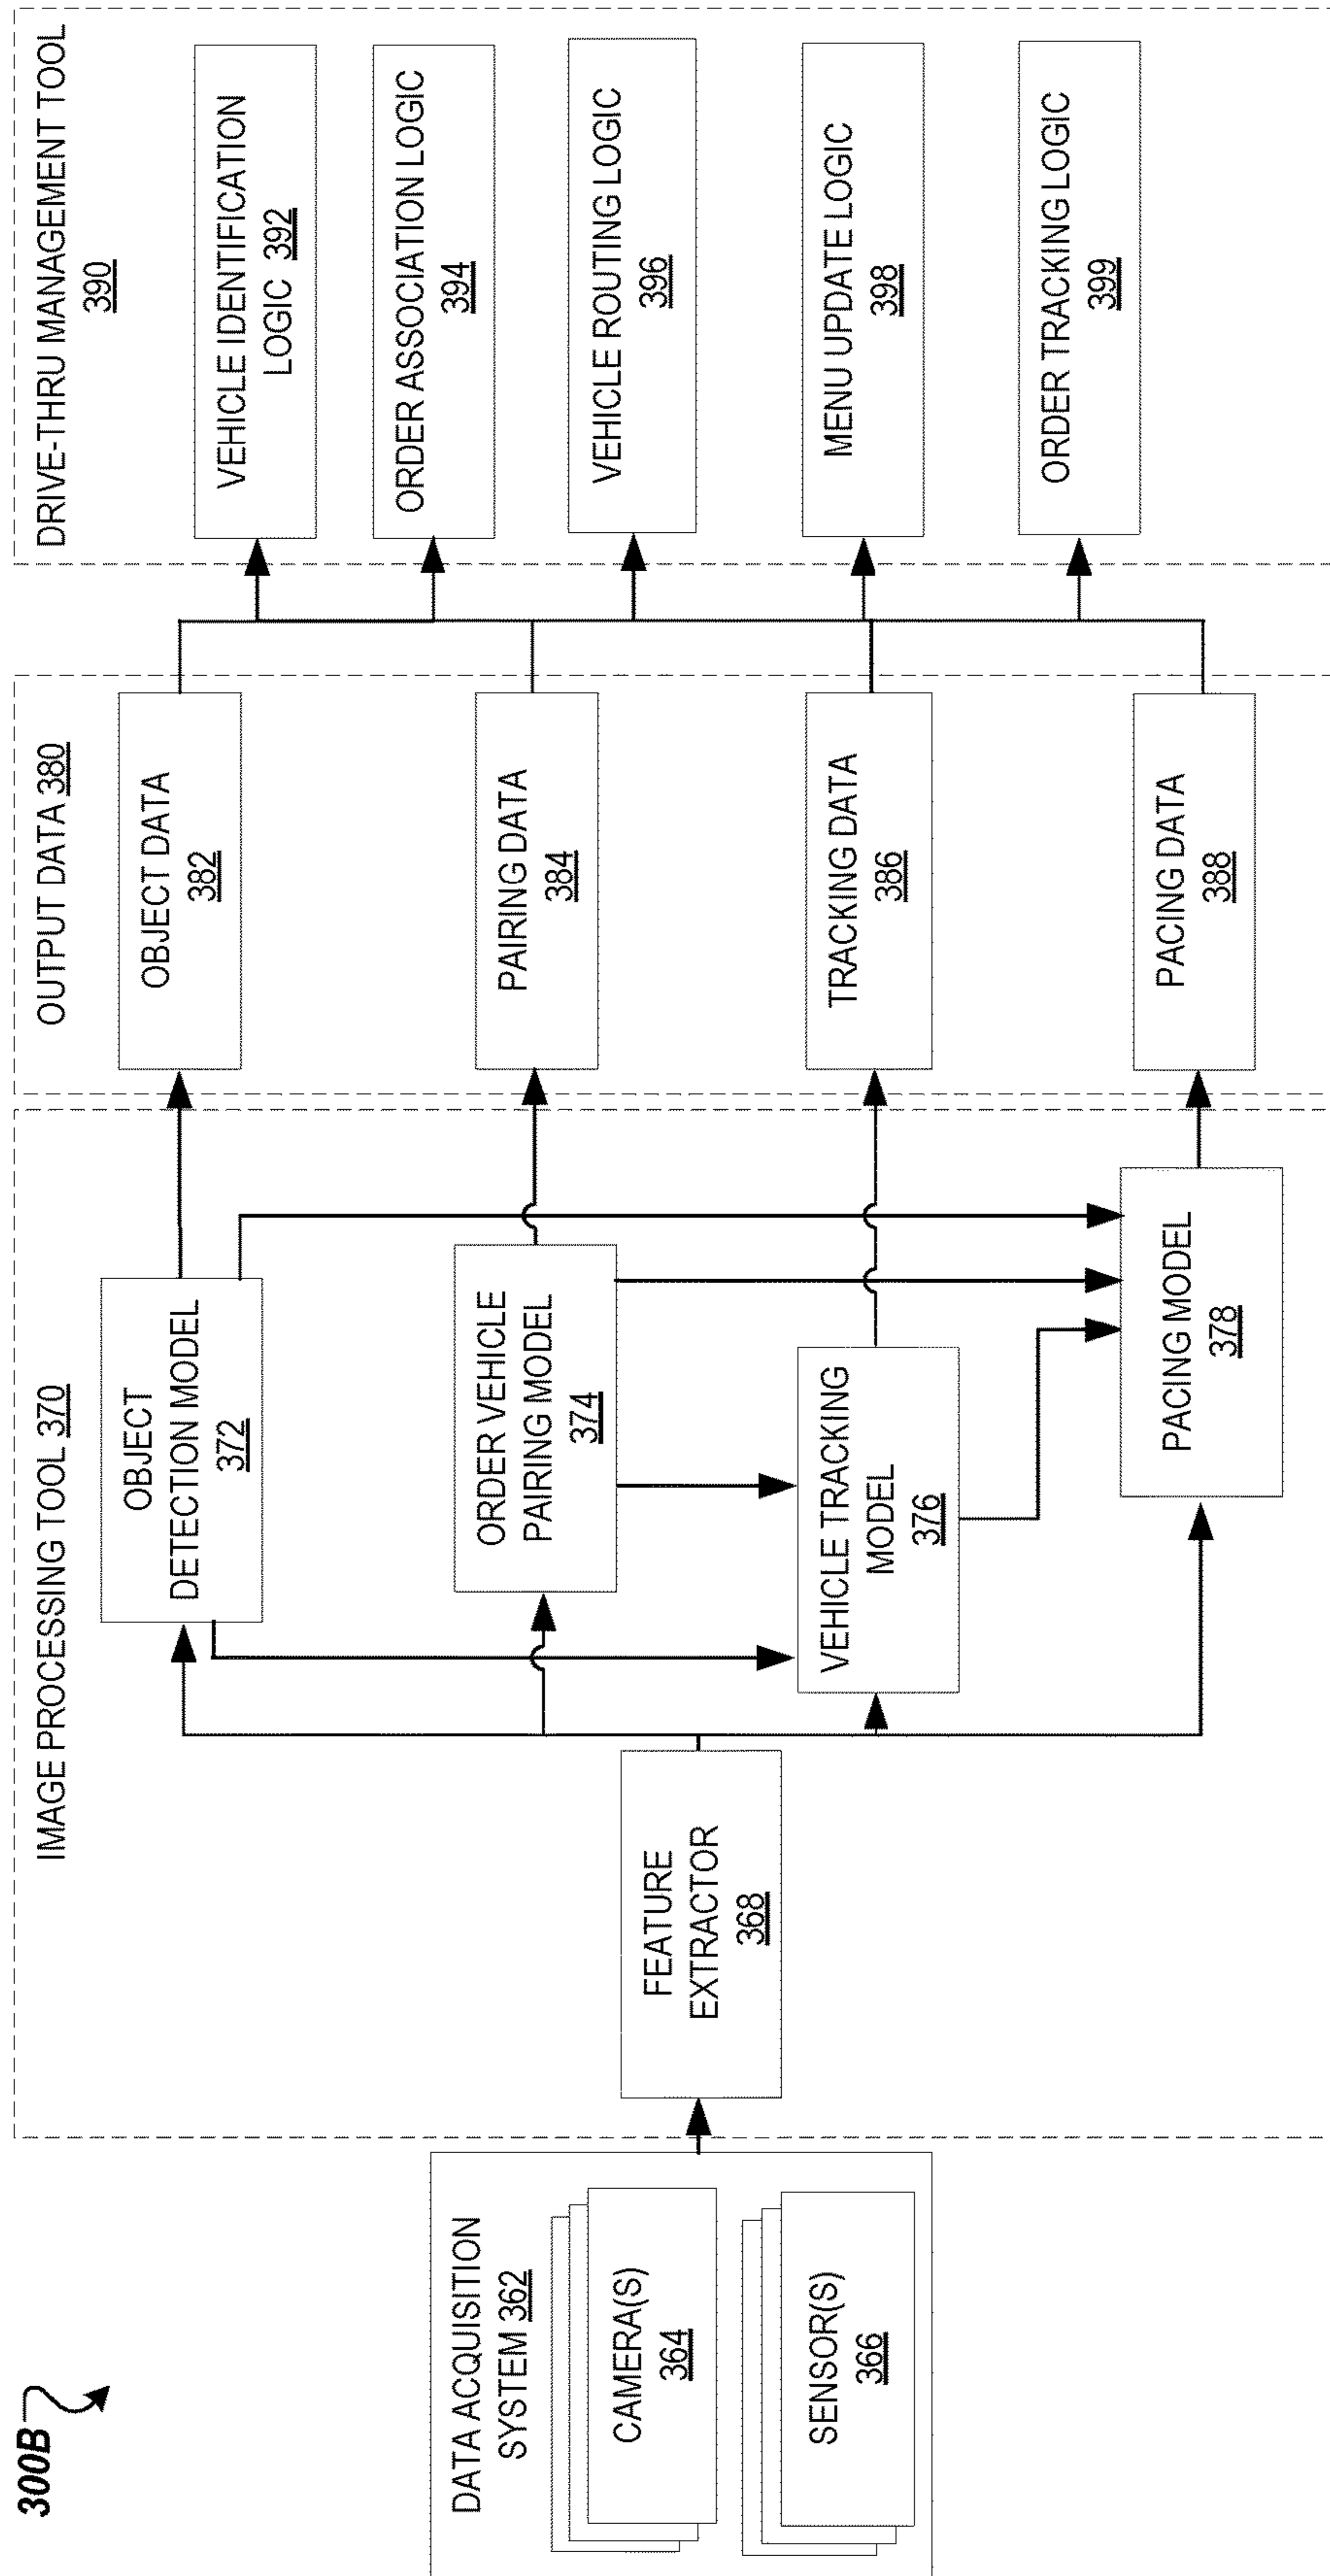 300B
DATA ACQUISITION
SYSTEM 362
CAMERA(S)
364
SENSOR(S)
366
IMAGE PROCESSING TOOL 370
FEATURE
EXTRACTOR
368
OBJECT
DETECTION MODEL
372
ORDER VEHICLE
PAIRING MODEL
374
VEHICLE TRACKING
MODEL
376
PACING MODEL
378
OUTPUT DATA 380
OBJECT DATA
382
PAIRING DATA
384
TRACKING DATA
386
PACING DATA
388
DRIVE-THRU MANAGEMENT TOOL
390
VEHICLE IDENTIFICATION
LOGIC 392
ORDER ASSOCIATION LOGIC
394
VEHICLE ROUTING LOGIC
396
MENU UPDATE LOGIC
398
ORDER TRACKING LOGIC
399